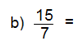 b) 15/7 =